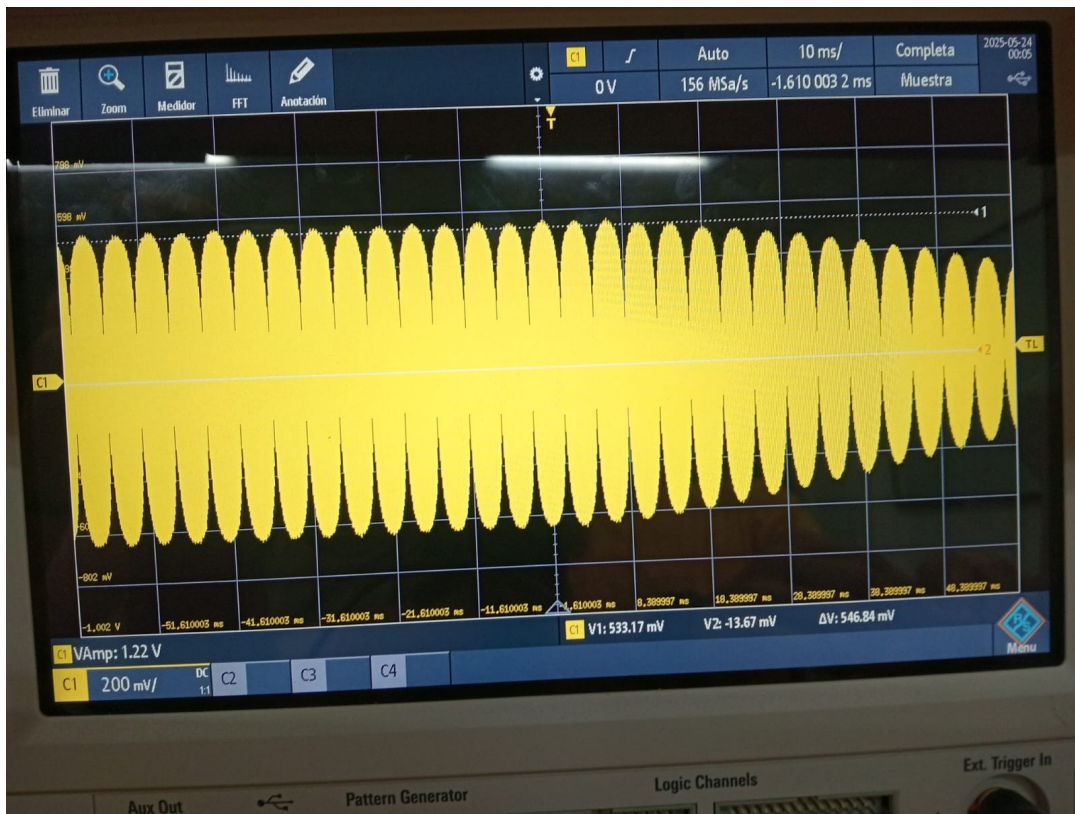 Eliminar Zoom Medidor FFT Anotación
C1 Auto 10 ms/ Completa 2025-05-24
00:05
0 V 156 MSa/s -1.610 003 2 ms Muestra
T
798 mV
598 mV
1
2
TL
C1
-60
-802 mV
-1.002 V -51.610003 ms -41.610003 ms -31.610003 ms -21.610003 ms -11.610003 ms -1.610003 ms 8.389997 ms 18.389997 ms 28.389997 ms 38.389997 ms 48.389997 ms
C1 V1: 533.17 mV V2: -13.67 mV ΔV: 546.84 mV
C1 VAmp: 1.22 V
C1 200 mV/ DC 1:1 C2 C3 C4
R&S
Menu
Aux Out Pattern Generator Logic Channels Ext. Trigger In